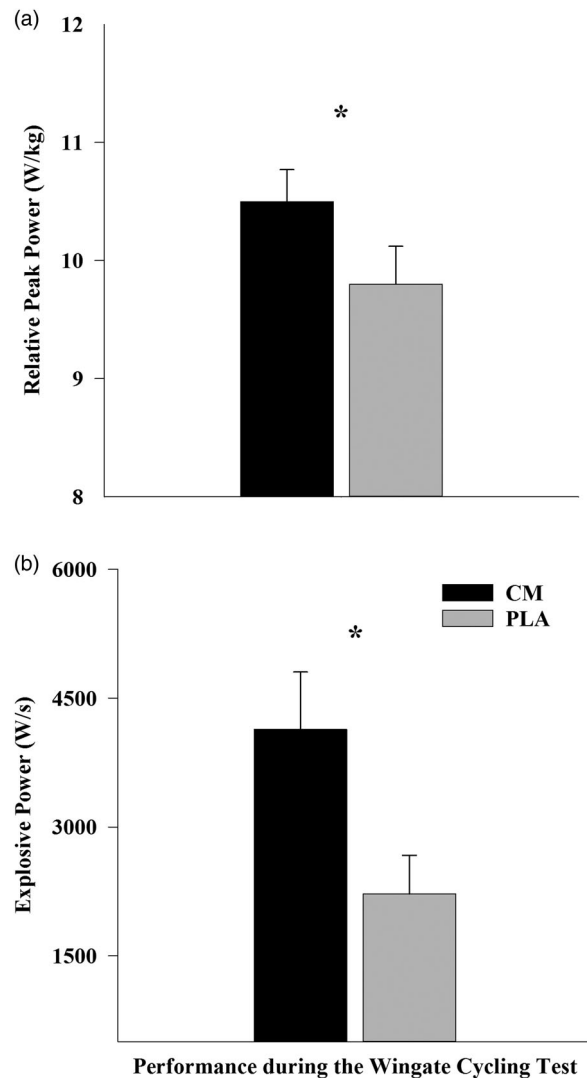 (a)
12
11
10
9
8
Relative Peak Power (W/kg)
*
(b)
6000
4500
3000
1500
Explosive Power (W/s)
CM
PLA
*
Performance during the Wingate Cycling Test